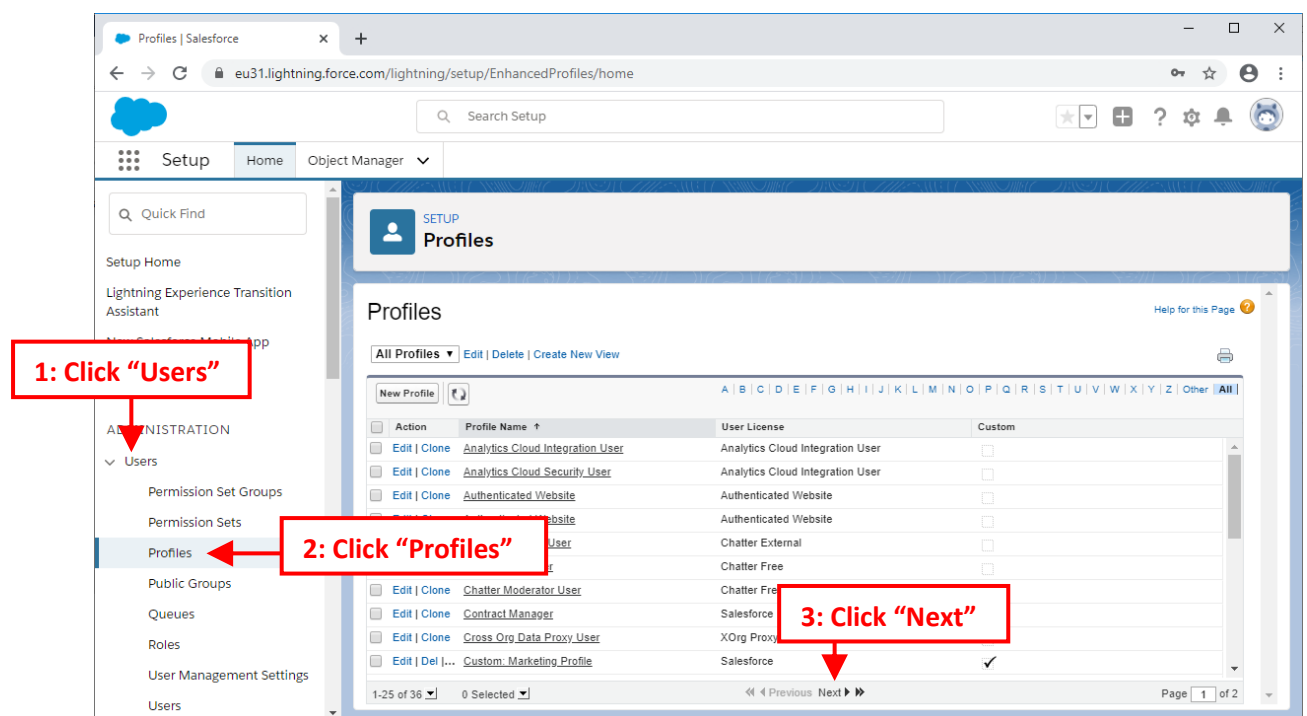 Profiles | Salesforce
eu31.lightning.force.com/lightning/setup/EnhancedProfiles/home
Search Setup
Setup Home Object Manager
Quick Find
Setup Home
Lightning Experience Transition
Assistant
1: Click “Users”
ADMINISTRATION
Users
Permission Set Groups
Permission Sets
Profiles
Public Groups
Queues
Roles
User Management Settings
Users
2: Click “Profiles”
SETUP
Profiles
Profiles
Help for this Page
All Profiles Edit | Delete | Create New View
New Profile A | B | C | D | E | F | G | H | I | J | K | L | M | N | O | P | Q | R | S | T | U | V | W | X | Y | Z | Other All
Action Profile Name ↑ User License Custom
Edit | Clone Analytics Cloud Integration User Analytics Cloud Integration User
Edit | Clone Analytics Cloud Security User Analytics Cloud Integration User
Edit | Clone Authenticated Website Authenticated Website
Authenticated Website
User Chatter External
Chatter Free
Edit | Clone Chatter Moderator User Chatter
Edit | Clone Contract Manager Salesforce
Edit | Clone Cross Org Data Proxy User XOrg Proxy
Edit | Del |... Custom: Marketing Profile Salesforce ✓
3: Click “Next”
1-25 of 36 0 Selected Previous Next Page 1 of 2